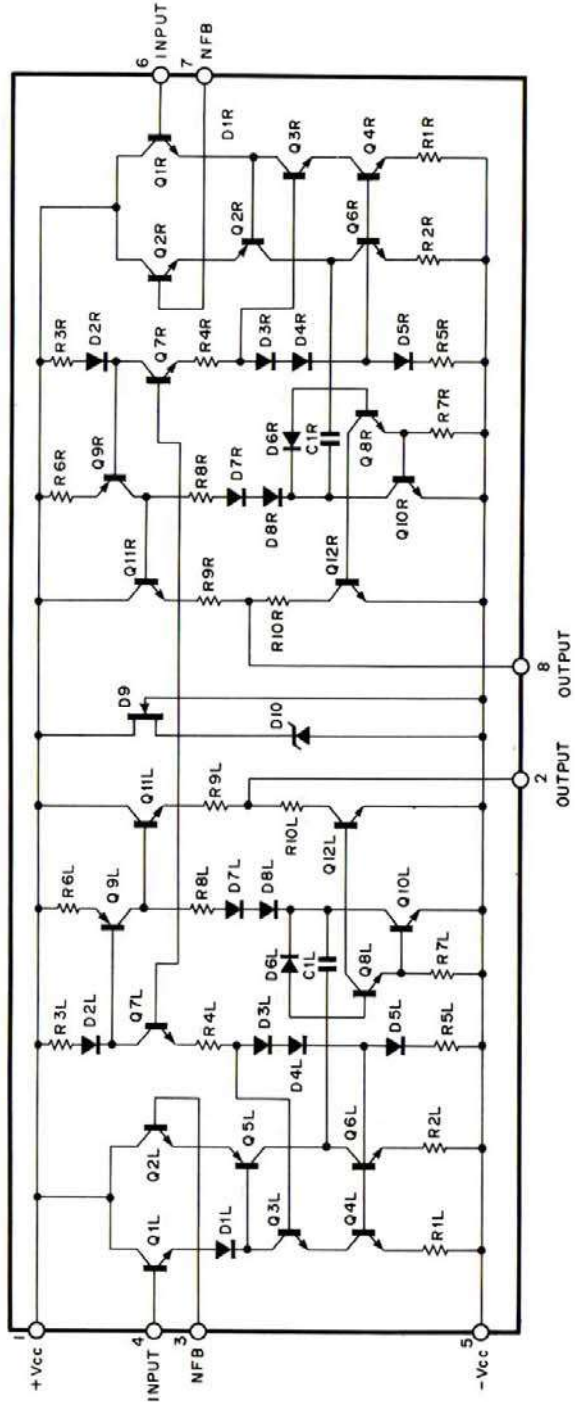 1
+Vcc
4
INPUT
3
NFB
5
-Vcc
Q1L
Q2L
D1L
Q5L
Q3L
Q4L
Q6L
R1L
R2L
R3L
D2L
Q7L
R4L
D3L
D4L
D5L
R5L
R6L
Q9L
R8L
D7L
D8L
D6L
C1L
Q8L
R7L
Q10L
Q11L
R9L
R10L
Q12L
D9
D10
2
OUTPUT
8
OUTPUT
Q11R
R9R
R10R
Q12R
R6R
Q9R
R8R
D7R
D8R
D6R
C1R
Q8R
Q10R
R7R
R3R
D2R
Q7R
R4R
D3R
D4R
D5R
R5R
Q2R
Q1R
D1R
Q2R
Q3R
Q6R
Q4R
R2R
R1R
6
INPUT
7
NFB